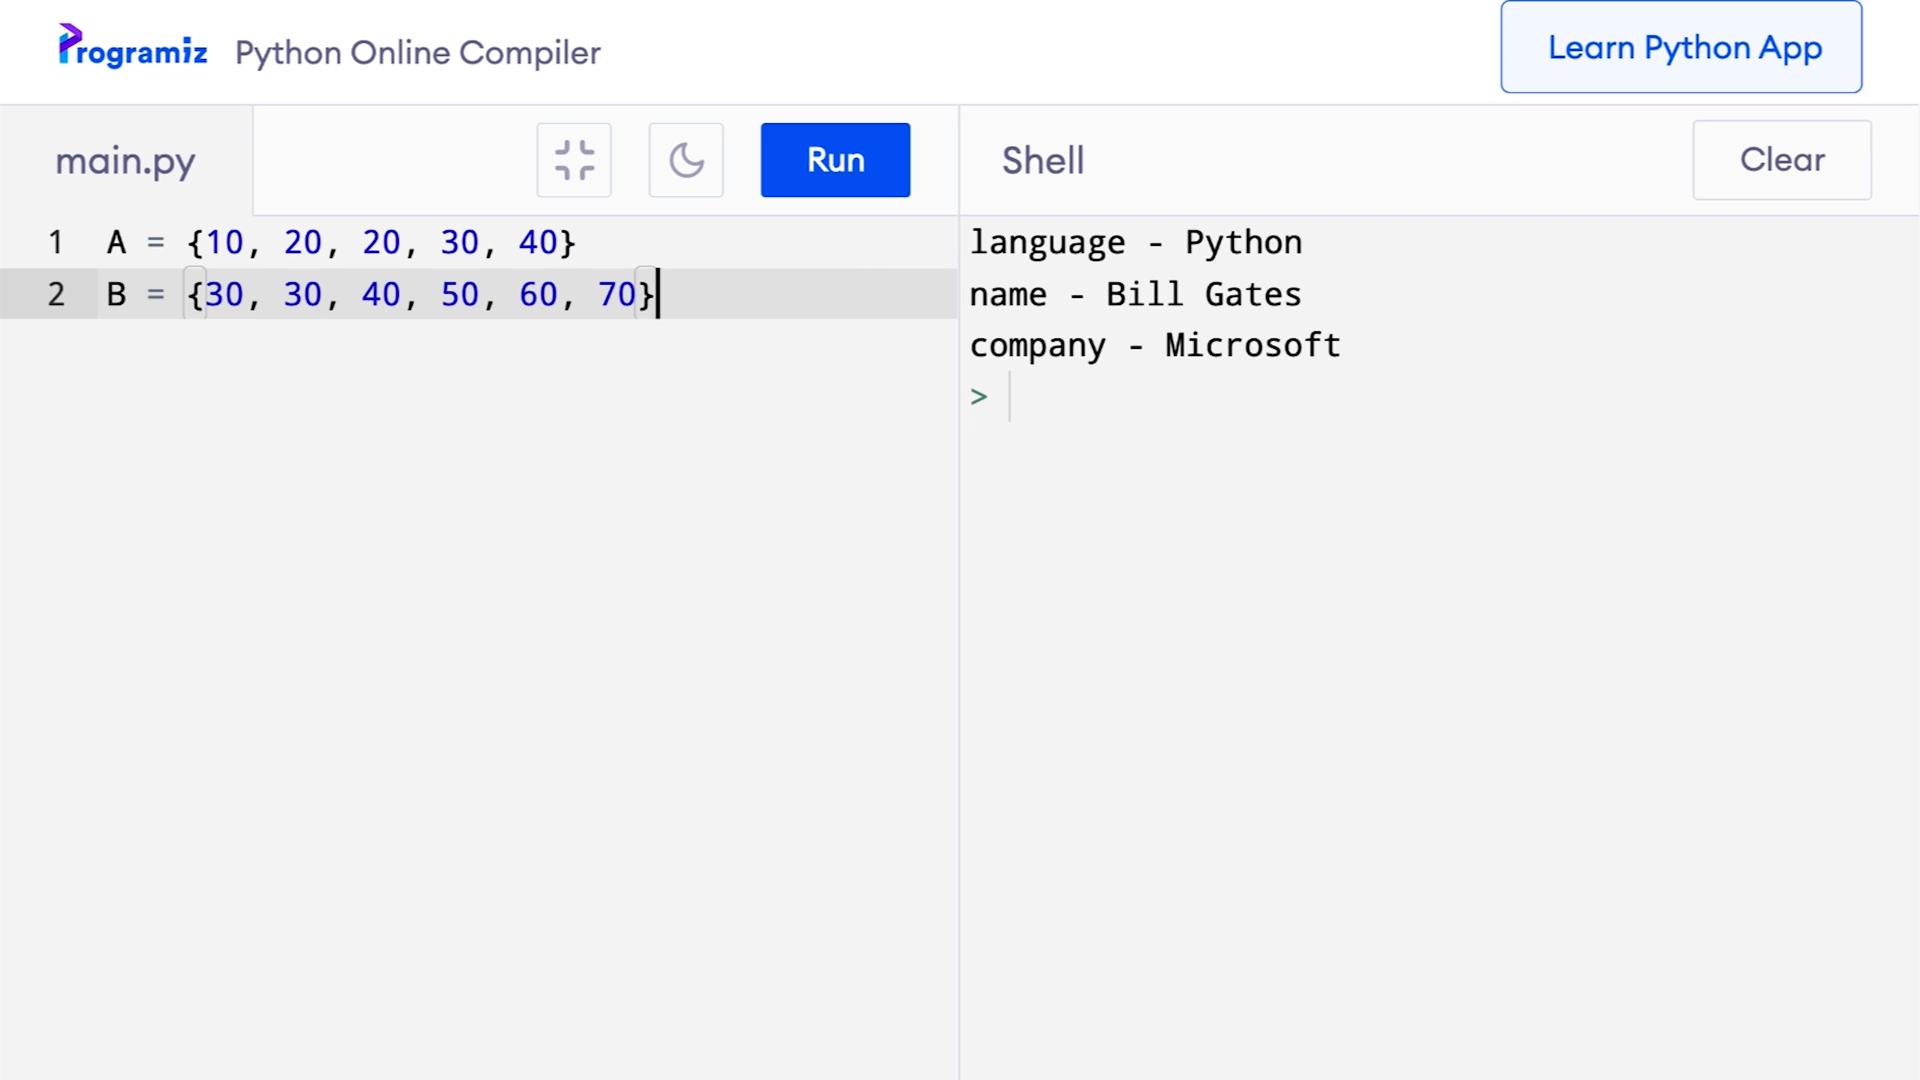 Programiz Python Online Compiler
Learn Python App
main.py
Run
1 A = {10, 20, 20, 30, 40}
2 B = {30, 30, 40, 50, 60, 70}
Shell
Clear
language - Python
name - Bill Gates
company - Microsoft
>